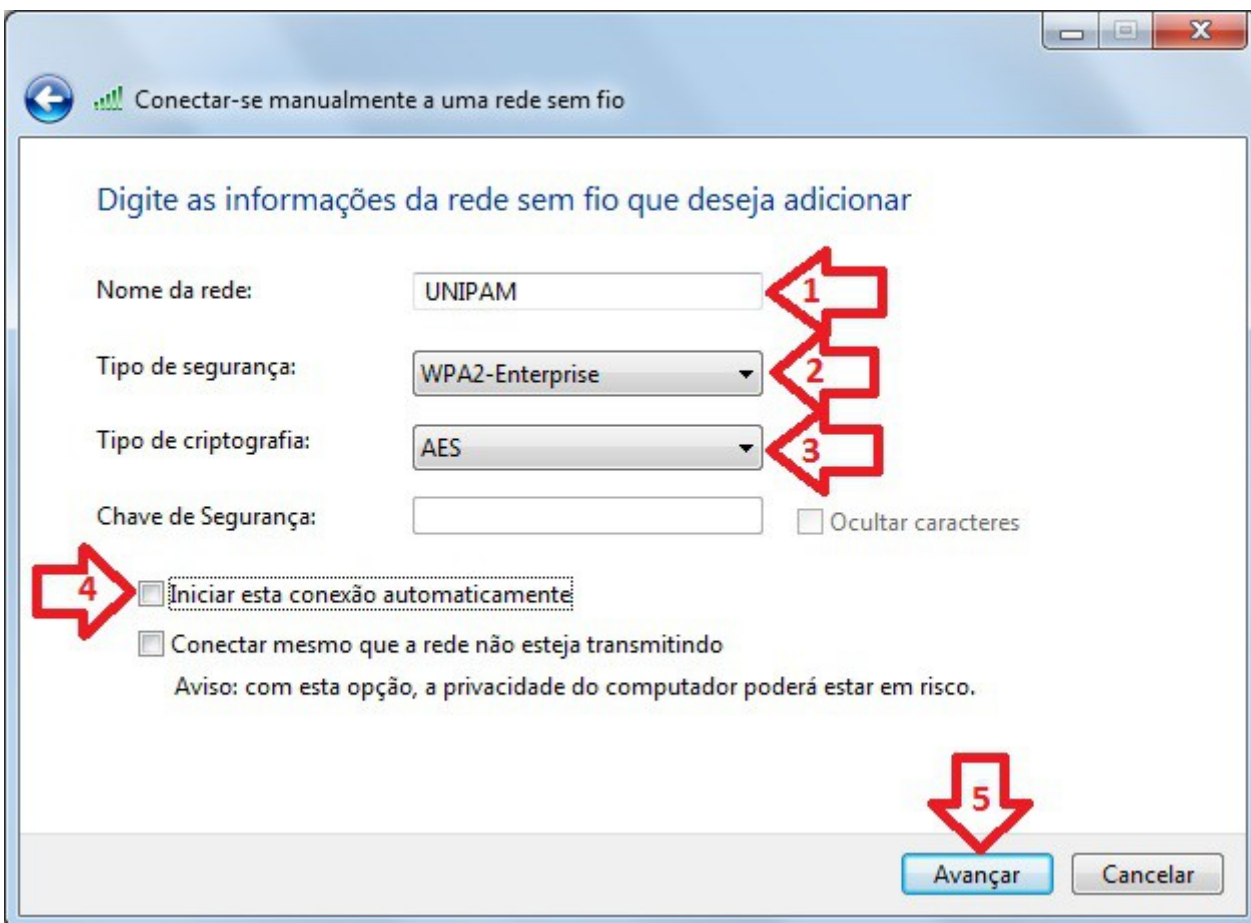 Conectar-se manualmente a uma rede sem fio
Digite as informações da rede sem fio que deseja adicionar
Nome da rede: UNIPAM 1
Tipo de segurança: WPA2-Enterprise 2
Tipo de criptografia: AES 3
Chave de Segurança: Ocultar caracteres
4 Iniciar esta conexão automaticamente
Conectar mesmo que a rede não esteja transmitindo
Aviso: com esta opção, a privacidade do computador poderá estar em risco.
5
Avançar Cancelar